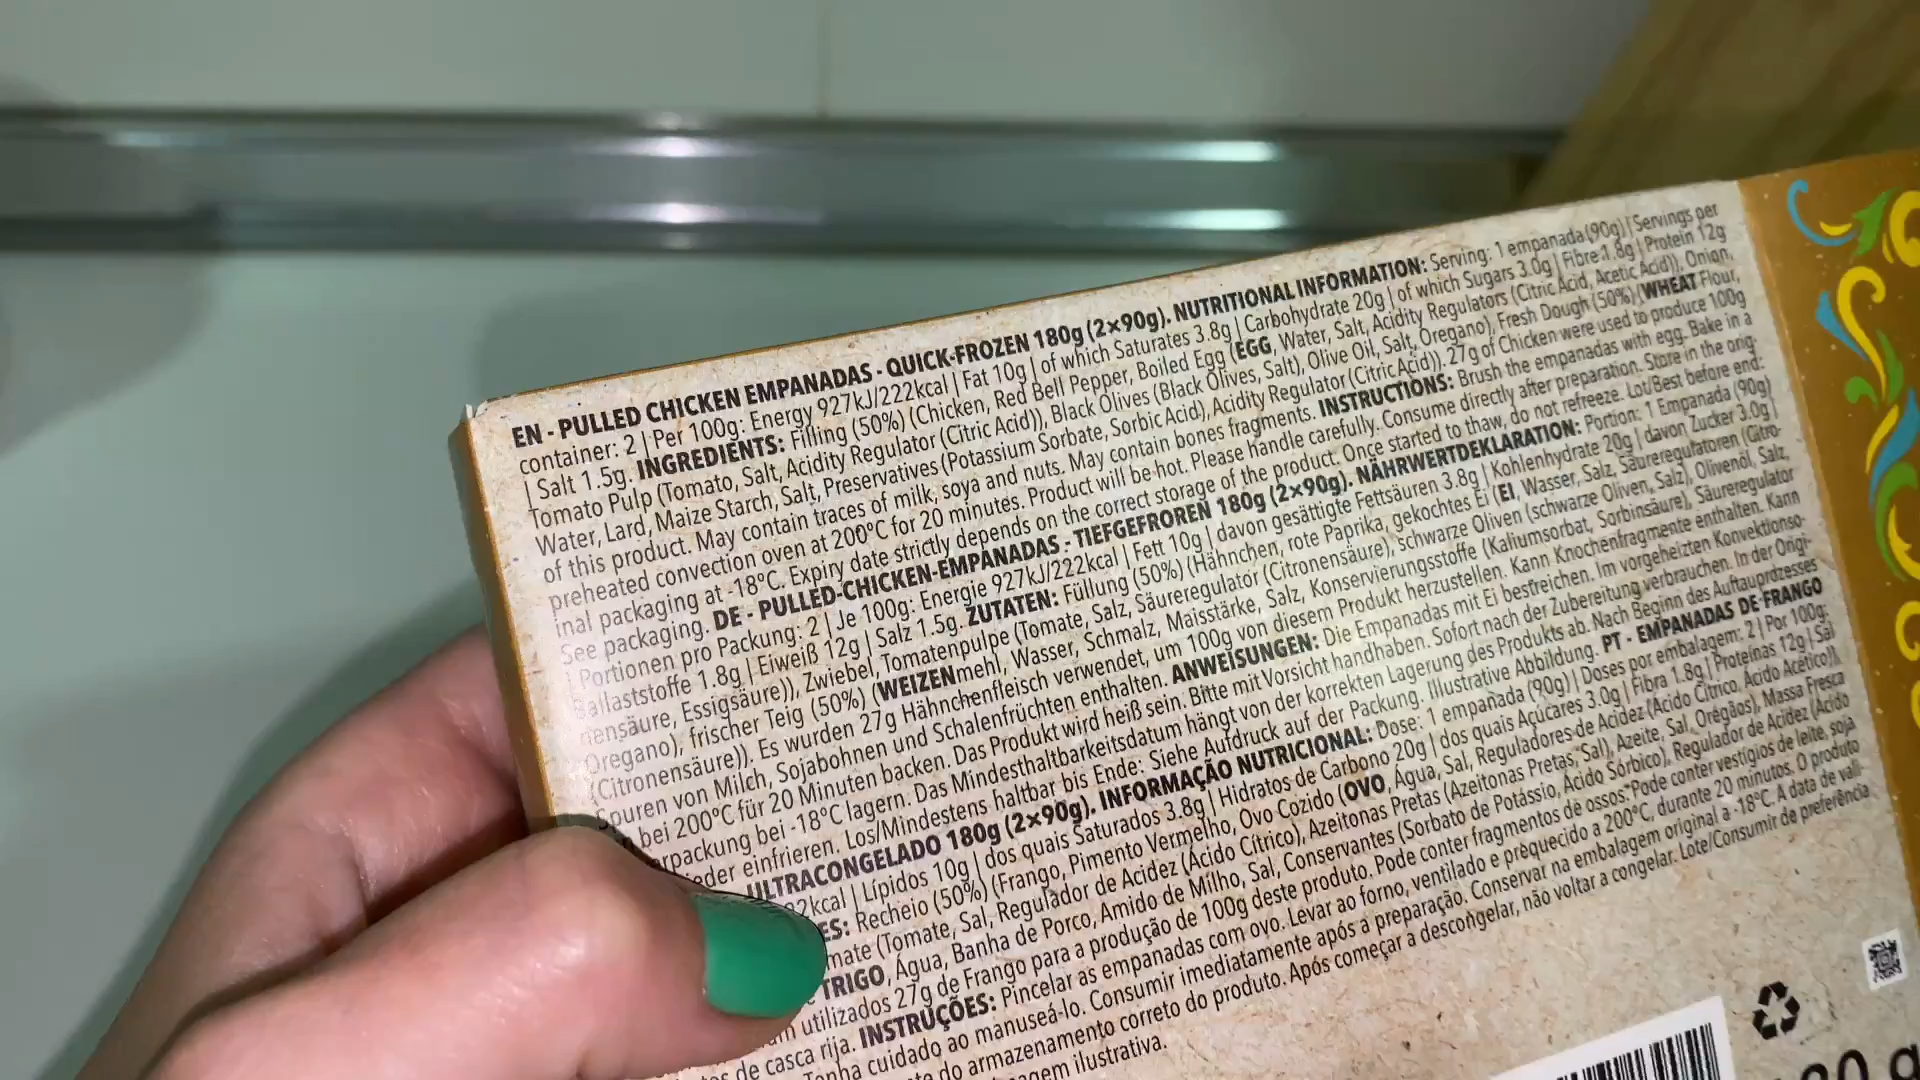 EN - PULLED CHICKEN EMPANADAS - QUICK-FROZEN 180g (2×90g). NUTRITIONAL INFORMATION: Serving: 1 empanada (90g) | Servings per
container: 2 | Per 100g: Energy 927kJ/222kcal | Fat 10g | of which Saturates 3.8g | Carbohydrate 20g | of which Sugars 3.0g | Fibre 1.8g | Protein 12g
| Salt 1.5g. INGREDIENTS: Filling (50%) (Chicken, Red Bell Pepper, Boiled Egg (EGG, Water, Salt, Acidity Regulators (Citric Acid, Acetic Acid)), Onion,
Tomato Pulp (Tomato, Salt, Acidity Regulator (Citric Acid)), Black Olives (Black Olives, Salt), Olive Oil, Salt, Oregano), Fresh Dough (50%) (WHEAT Flour,
Water, Lard, Maize Starch, Salt, Preservatives (Potassium Sorbate, Sorbic Acid), Acidity Regulator (Citric Acid)). 27g of Chicken were used to produce 100g
of this product. May contain traces of milk, soya and nuts. May contain bones fragments. INSTRUCTIONS: Brush the empanadas with egg. Bake in a
preheated convection oven at 200°C for 20 minutes. Product will be hot. Please handle carefully. Consume directly after preparation. Store in the orig-
inal packaging at -18°C. Expiry date strictly depends on the correct storage of the product. Once started to thaw, do not refreeze. Lot/Best before end:
See packaging. DE - PULLED-CHICKEN-EMPANADAS - TIEFGEFROREN 180g (2×90g). NÄHRWERTDEKLARATION: Portion: 1 Empanada (90g)
| Portionen pro Packung: 2 | Je 100g: Energie 927kJ/222kcal | Fett 10g | davon gesättigte Fettsäuren 3.8g | Kohlenhydrate 20g | davon Zucker 3.0g |
Ballaststoffe 1.8g | Eiweiß 12g | Salz 1.5g. ZUTATEN: Füllung (50%) (Hähnchen, rote Paprika, gekochtes Ei (EI, Wasser, Salz, Säureregulatoren (Citro-
nensäure, Essigsäure)), Zwiebel, Tomatenpulpe (Tomate, Salz, Säureregulator (Citronensäure), schwarze Oliven (schwarze Oliven, Salz), Olivenöl, Salz,
Oregano), frischer Teig (50%) (WEIZENmehl, Wasser, Schmalz, Maisstärke, Salz, Konservierungsstoffe (Kaliumsorbat, Sorbinsäure), Säureregulator
(Citronensäure)). Es wurden 27g Hähnchenfleisch verwendet, um 100g von diesem Produkt herzustellen. Kann Knochenfragmente enthalten. Kann
Spuren von Milch, Sojabohnen und Schalenfrüchten enthalten. ANWEISUNGEN: Die Empanadas mit Ei bestreichen. Im vorgeheizten Konvektionso-
bei 200°C für 20 Minuten backen. Das Produkt wird heiß sein. Bitte mit Vorsicht handhaben. Sofort nach der Zubereitung verbrauchen. In der Origi-
erpackung bei -18°C lagern. Das Mindesthaltbarkeitsdatum hängt von der korrekten Lagerung des Produkts ab. Nach Beginn des Auftauprozesses
ieder einfrieren. Los/Mindestens haltbar bis Ende: Siehe Aufdruck auf der Packung. Illustrative Abbildung. PT - EMPANADAS DE FRANGO
ULTRACONGELADO 180g (2×90g). INFORMAÇÃO NUTRICIONAL: Dose: 1 empanada (90g) | Doses por embalagem: 2 | Por 100g:
2kcal | Lípidos 10g | dos quais Saturados 3.8g | Hidratos de Carbono 20g | dos quais Açúcares 3.0g | Fibra 1.8g | Proteínas 12g | Sal
ES: Recheio (50%) (Frango, Pimento Vermelho, Ovo Cozido (OVO, Água, Sal, Reguladores de Acidez (Ácido Cítrico, Ácido Acético)),
mate (Tomate, Sal, Regulador de Acidez (Ácido Cítrico), Azeitonas Pretas (Azeitonas Pretas, Sal), Azeite, Sal, Orégãos), Massa Fresca
TRIGO, Água, Banha de Porco, Amido de Milho, Sal, Conservantes (Sorbato de Potássio, Ácido Sórbico), Regulador de Acidez (Ácido
utilizados 27g de Frango para a produção de 100g deste produto. Pode conter fragmentos de ossos. Pode conter vestígios de leite, soja
de casca rija. INSTRUÇÕES: Pincelar as empanadas com ovo. Levar ao forno, ventilado e préquecido a 200°C, durante 20 minutos. O produto
Tenha cuidado ao manuseá-lo. Consumir imediatamente após a preparação. Conservar na embalagem original a -18°C. A data de vali-
do armazenamento correto do produto. Após começar a descongelar, não voltar a congelar. Lote/Consumir de preferência
agem ilustrativa.